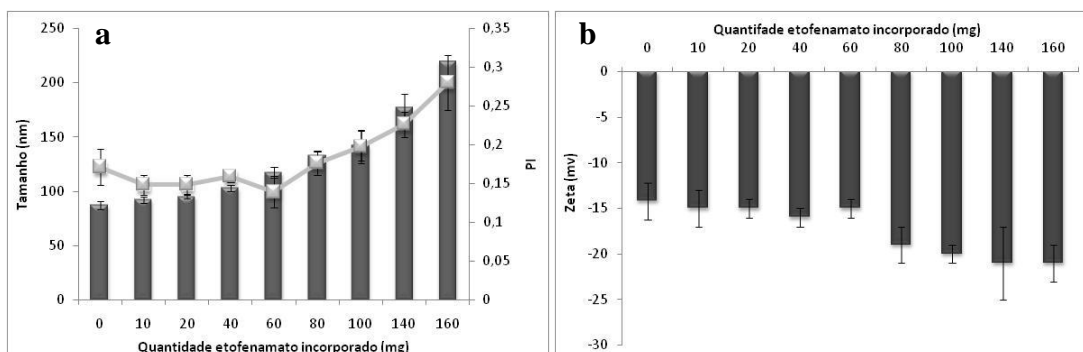 a
250
200
150
100
50
0
Tamanho (nm)
0,35
0,3
0,25
0,2
0,15
0,1
0,05
0
PI
0 10 20 40 60 80 100 140 160
Quantidade etofenamato incorporado (mg)
b
Quantifade etofenamato incorporado (mg)
0 10 20 40 60 80 100 140 160
0
-5
-10
-15
-20
-25
-30
Zeta (mv)